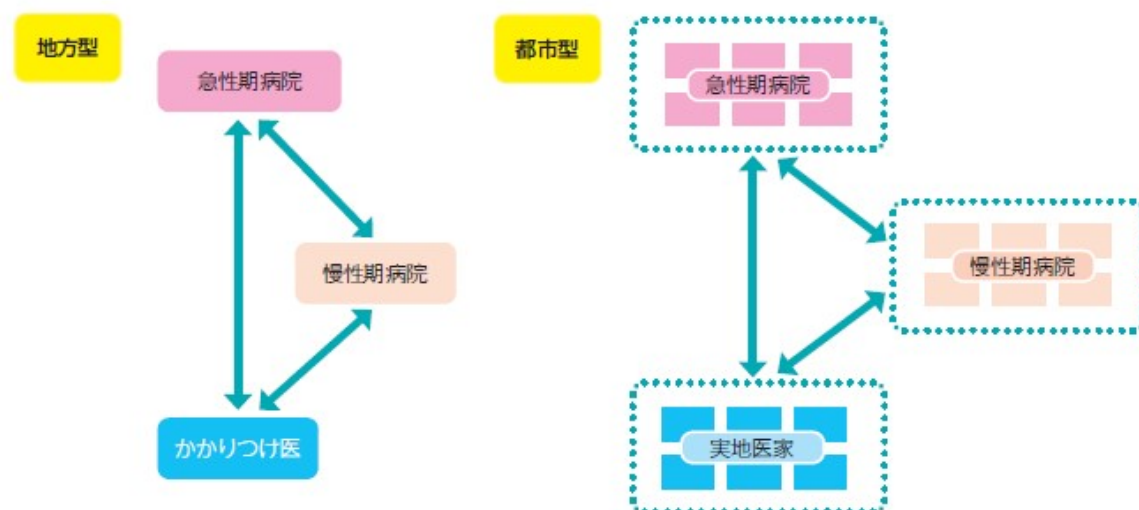 地方型
急性期病院
慢性期病院
かかりつけ医
都市型
急性期病院
慢性期病院
実地医家